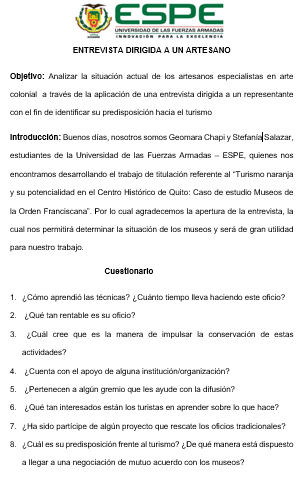 ESPE
UNIVERSIDAD DE LAS FUERZAS ARMADAS
INNOVACIÓN PARA LA EXCELENCIA
ENTREVISTA DIRIGIDA A UN ARTESANO
Objetivo: Analizar la situación actual de los artesanos especialistas en arte
colonial a través de la aplicación de una entrevista dirigida a un representante
con el fin de identificar su predisposición hacia el turismo
Introducción: Buenos días, nosotros somos Geomara Chapi y Stefanía Salazar,
estudiantes de la Universidad de las Fuerzas Armadas – ESPE, quienes nos
encontramos desarrollando el trabajo de titulación referente al “Turismo naranja
y su potencialidad en el Centro Histórico de Quito: Caso de estudio Museos de
la Orden Franciscana”. Por lo cual agradecemos la apertura de la entrevista, la
cual nos permitirá determinar la situación de los museos y será de gran utilidad
para nuestro trabajo.
Cuestionario
1. ¿Cómo aprendió las técnicas? ¿Cuánto tiempo lleva haciendo este oficio?
2. ¿Qué tan rentable es su oficio?
3. ¿Cuál cree que es la manera de impulsar la conservación de estas
actividades?
4. ¿Cuenta con el apoyo de alguna institución/organización?
5. ¿Pertenecen a algún gremio que les ayude con la difusión?
6. ¿Qué tan interesados están los turistas en aprender sobre lo que hace?
7. ¿Ha sido partícipe de algún proyecto que rescate los oficios tradicionales?
8. ¿Cuál es su predisposición frente al turismo? ¿De qué manera está dispuesto
a llegar a una negociación de mutuo acuerdo con los museos?